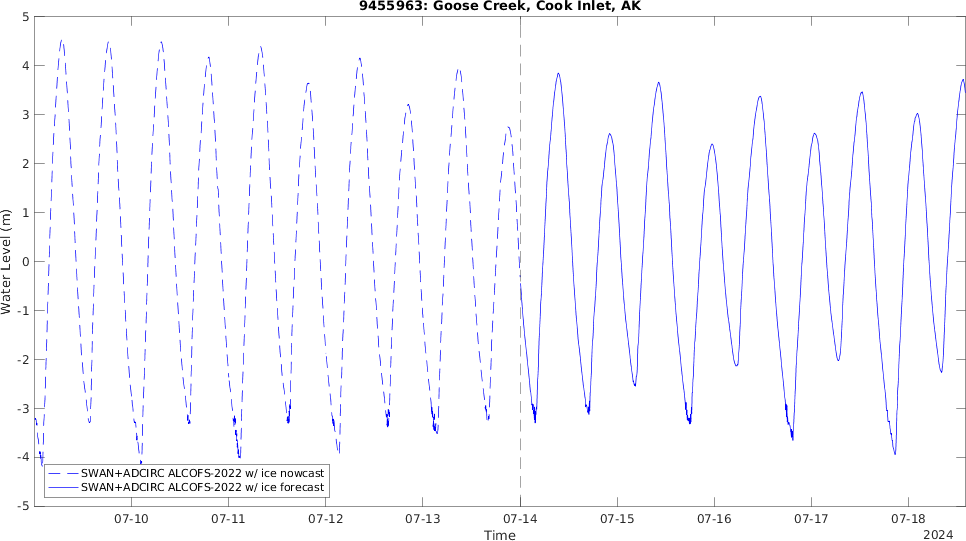 9455963: Goose Creek, Cook Inlet, AK
Water Level (m)
5
4
3
2
1
0
-1
-2
-3
-4
-5
SWAN+ADCIRC ALCOFS-2022 w/ ice nowcast
SWAN+ADCIRC ALCOFS-2022 w/ ice forecast
07-10 07-11 07-12 07-13 07-14 07-15 07-16 07-17 07-18
Time
2024